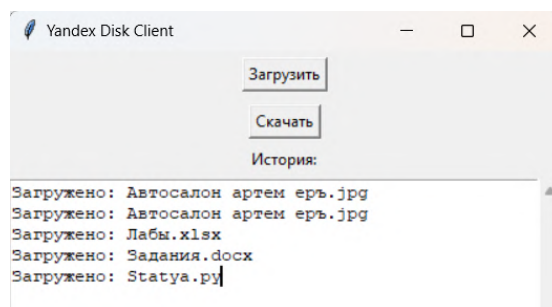 Yandex Disk Client
Загрузить
Скачать
История:
Загружено: Автосалон артем еръ.jpg
Загружено: Автосалон артем еръ.jpg
Загружено: Лабы.xlsx
Загружено: Задания.docx
Загружено: Statya.py